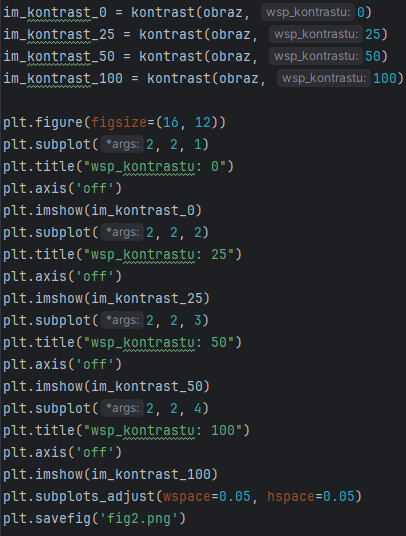 im_kontrast_0 = kontrast(obraz, wsp_kontrastu: 0)
im_kontrast_25 = kontrast(obraz, wsp_kontrastu: 25)
im_kontrast_50 = kontrast(obraz, wsp_kontrastu: 50)
im_kontrast_100 = kontrast(obraz, wsp_kontrastu: 100)
plt.figure(figsize=(16, 12))
plt.subplot( *args: 2, 2, 1)
plt.title("wsp_kontrastu: 0")
plt.axis('off')
plt.imshow(im_kontrast_0)
plt.subplot( *args: 2, 2, 2)
plt.title("wsp_kontrastu: 25")
plt.axis('off')
plt.imshow(im_kontrast_25)
plt.subplot( *args: 2, 2, 3)
plt.title("wsp_kontrastu: 50")
plt.axis('off')
plt.imshow(im_kontrast_50)
plt.subplot( *args: 2, 2, 4)
plt.title("wsp_kontrastu: 100")
plt.axis('off')
plt.imshow(im_kontrast_100)
plt.subplots_adjust(wspace=0.05, hspace=0.05)
plt.savefig('fig2.png')